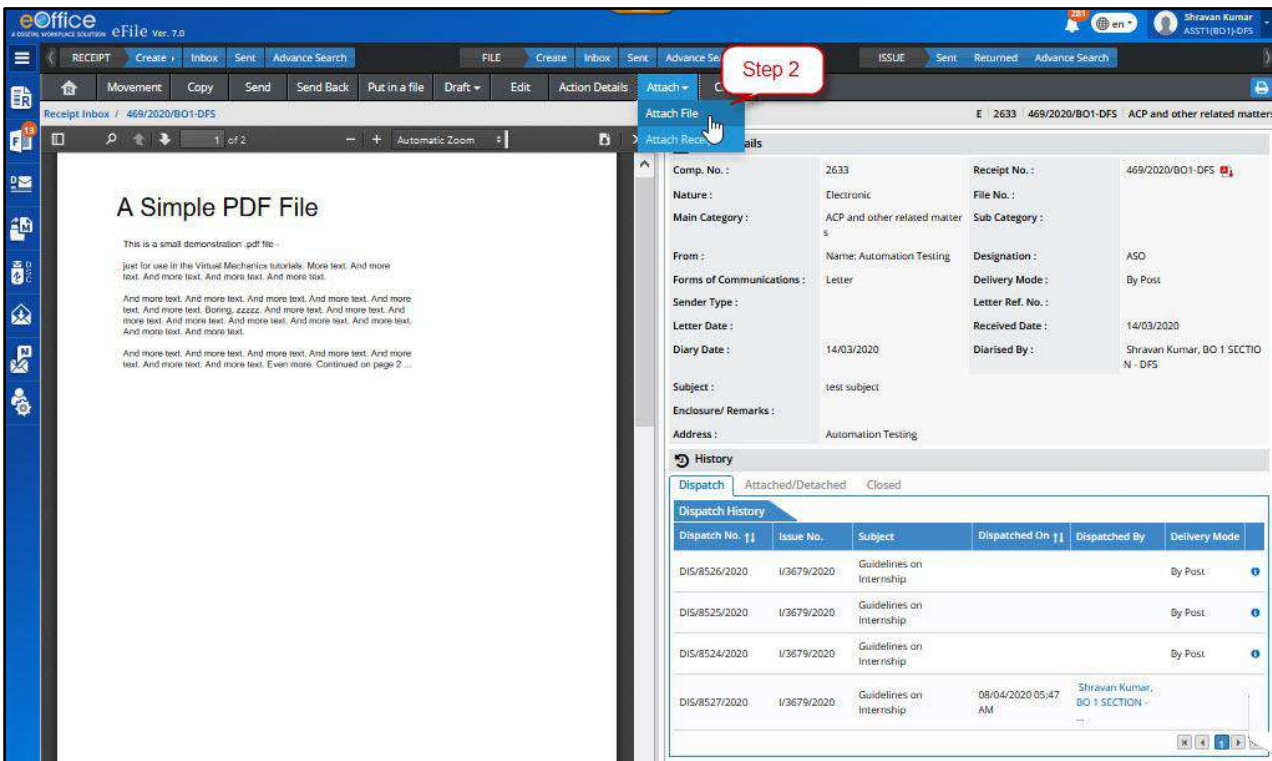 eOffice
A DIGITAL WORKPLACE SOLUTION eFile Ver. 7.0
281
en
Shravan Kumar
ASST1(BO1)-DFS
RECEIPT Create Inbox Sent Advance Search FILE Create Inbox Sent Advance ISSUE Sent Returned Advance Search
Step 2
Movement Copy Send Send Back Put in a file Draft Edit Action Details Attach
Receipt Inbox / 469/2020/BO1-DFS
Attach File
E 2633 469/2020/BO1-DFS ACP and other related matters
13
1 of 2 Automatic Zoom
Attach
Comp. No. : 2633 Receipt No. : 469/2020/BO1-DFS
Nature : Electronic File No. :
Main Category : ACP and other related matter
s Sub Category :
From : Name: Automation Testing Designation : ASO
Forms of Communications : Letter Delivery Mode : By Post
Sender Type : Letter Ref. No. :
Letter Date : Received Date : 14/03/2020
Diary Date : 14/03/2020 Diarised By : Shravan Kumar, BO 1 SECTIO
N - DFS
Subject : test subject
Enclosure/ Remarks :
Address : Automation Testing
A Simple PDF File
This is a small demonstration .pdf file -
just for use in the Virtual Mechanics tutorials. More text. And more
text. And more text. And more text. And more text.
And more text. And more text. And more text. And more text. And more
text. And more text. Boring, zzzzz. And more text. And more text. And
more text. And more text. And more text. And more text. And more text.
And more text. And more text.
And more text. And more text. And more text. And more text. And more
text. And more text. And more text. Even more. Continued on page 2 ...
History
Dispatch Attached/Detached Closed
Dispatch History
Dispatch No. Issue No. Subject Dispatched On Dispatched By Delivery Mode
DIS/8526/2020 I/3679/2020 Guidelines on
Internship By Post
DIS/8525/2020 I/3679/2020 Guidelines on
Internship By Post
DIS/8524/2020 I/3679/2020 Guidelines on
Internship By Post
DIS/8527/2020 I/3679/2020 Guidelines on
Internship 08/04/2020 05:47
AM Shravan Kumar,
BO 1 SECTION -
...
1